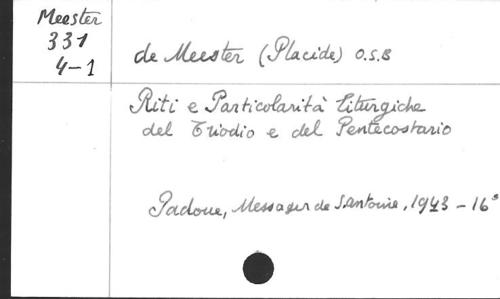 Meester
331
4-1
de Meester (Placide) O.S.B
Riti e Particolarità liturgiche
del Triodio e del Pentecostario
Padoue, Messager de S. Antoine, 1943 - 16°